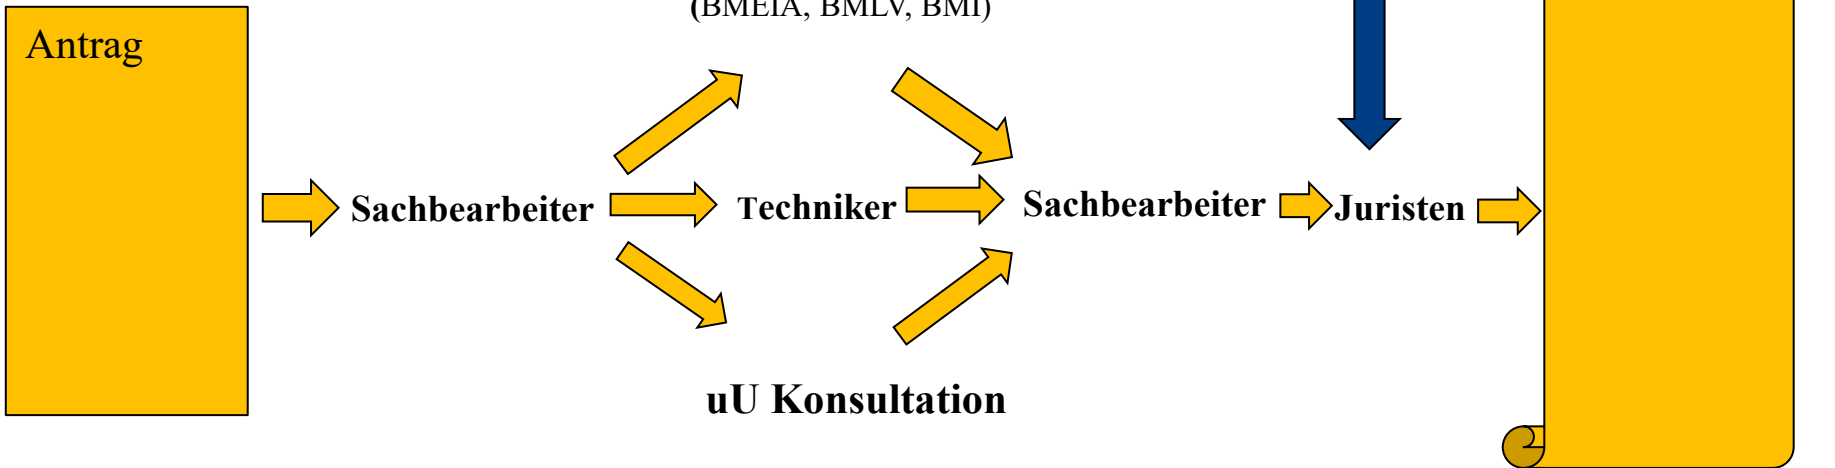 (BMEIA, BMLV, BMI)
Antrag
Sachbearbeiter
Techniker
Sachbearbeiter
Juristen
uU Konsultation